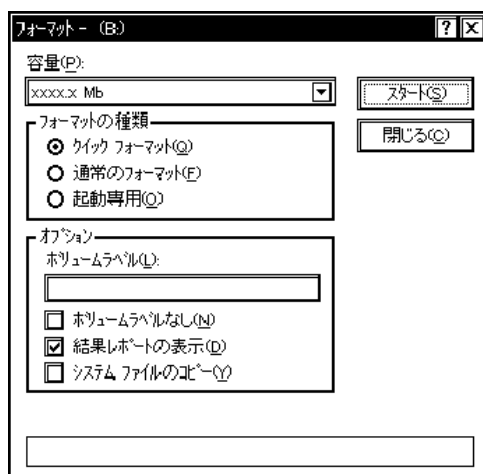 フォーマット - (B:)
容量(P):
xxxx.x Mb
スタート(S)
フォーマットの種類
閉じる(C)
クイック フォーマット(Q)
通常のフォーマット(F)
起動専用(O)
オプション
ボリュームラベル(L):
ボリュームラベルなし(N)
結果レポートの表示(D)
システム ファイルのコピー(Y)